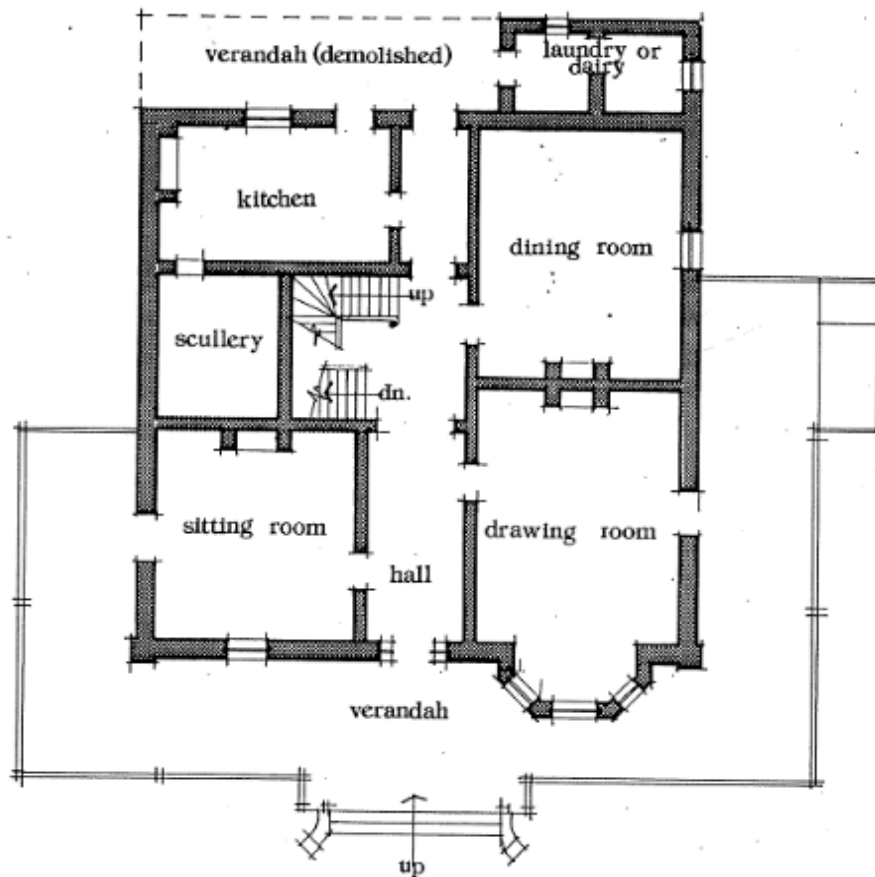 verandah (demolished)
laundry or
dairy
kitchen
dining room
up
scullery
dn.
sitting room
drawing room
hall
verandah
up